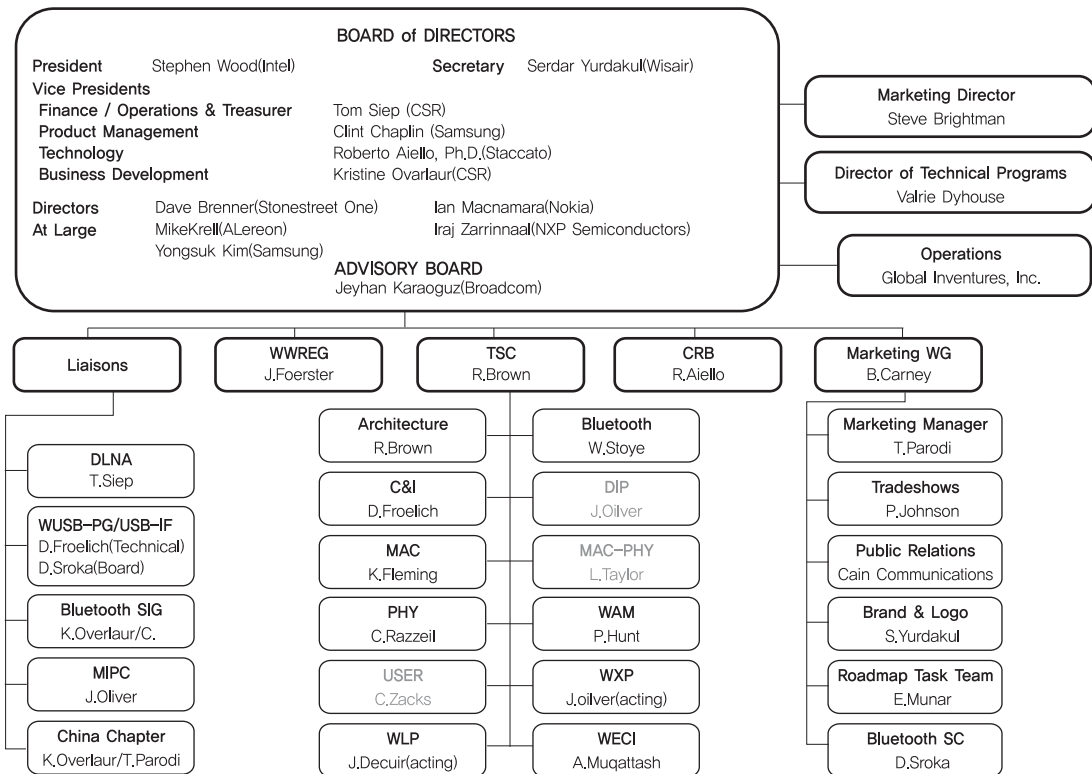 BOARD of DIRECTORS
President Stephen Wood(Intel) Secretary Serdar Yurdakul(Wisair)
Vice Presidents
Finance / Operations & Treasurer Tom Siep (CSR)
Product Management Clint Chaplin (Samsung)
Technology Roberto Aiello, Ph.D.(Staccato)
Business Development Kristine Ovarlaur(CSR)
Directors Dave Brenner(Stonestreet One) Ian Macnamara(Nokia)
At Large MikeKrell(ALereon) Iraj Zarrinnaal(NXP Semiconductors)
Yongsuk Kim(Samsung)
ADVISORY BOARD
Jeyhan Karaoguz(Broadcom)
Marketing Director
Steve Brightman
Director of Technical Programs
Valrie Dyhouse
Operations
Global Inventures, Inc.
Liaisons
WWREG
J.Foerster
TSC
R.Brown
CRB
R.Aiello
Marketing WG
B.Carney
DLNA
T.Siep
WUSB-PG/USB-IF
D.Froelich(Technical)
D.Sroka(Board)
Bluetooth SIG
K.Overlaur/C.
MIPC
J.Oliver
China Chapter
K.Overlaur/T.Parodi
Architecture
R.Brown
C&I
D.Froelich
MAC
K.Fleming
PHY
C.Razzeil
USER
C.Zacks
WLP
J.Decuir(acting)
Bluetooth
W.Stoye
DIP
J.Oilver
MAC-PHY
L.Taylor
WAM
P.Hunt
WXP
J.oilver(acting)
WECI
A.Muqattash
Marketing Manager
T.Parodi
Tradeshows
P.Johnson
Public Relations
Cain Communications
Brand & Logo
S.Yurdakul
Roadmap Task Team
E.Munar
Bluetooth SC
D.Sroka